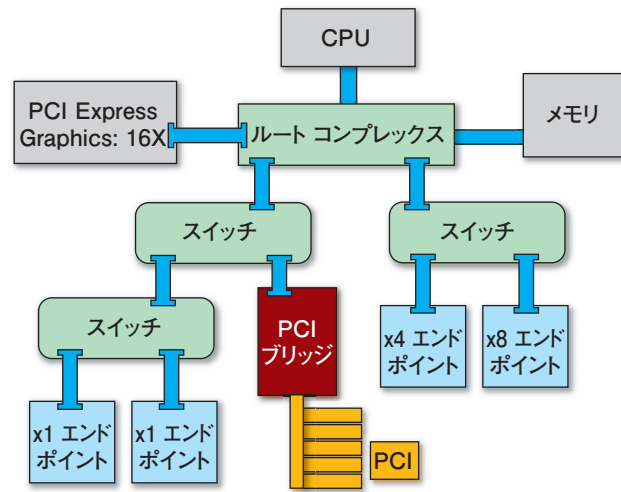 CPU
PCI Express
Graphics: 16X
ルート コンプレックス
メモリ
スイッチ
スイッチ
スイッチ
PCI
ブリッジ
x4 エンド
ポイント
x8 エンド
ポイント
x1 エンド
ポイント
x1 エンド
ポイント
PCI